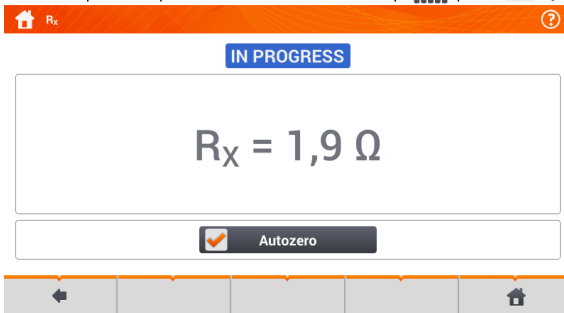 Rx
?
IN PROGRESS
Rx = 1,9 Ω
Autozero